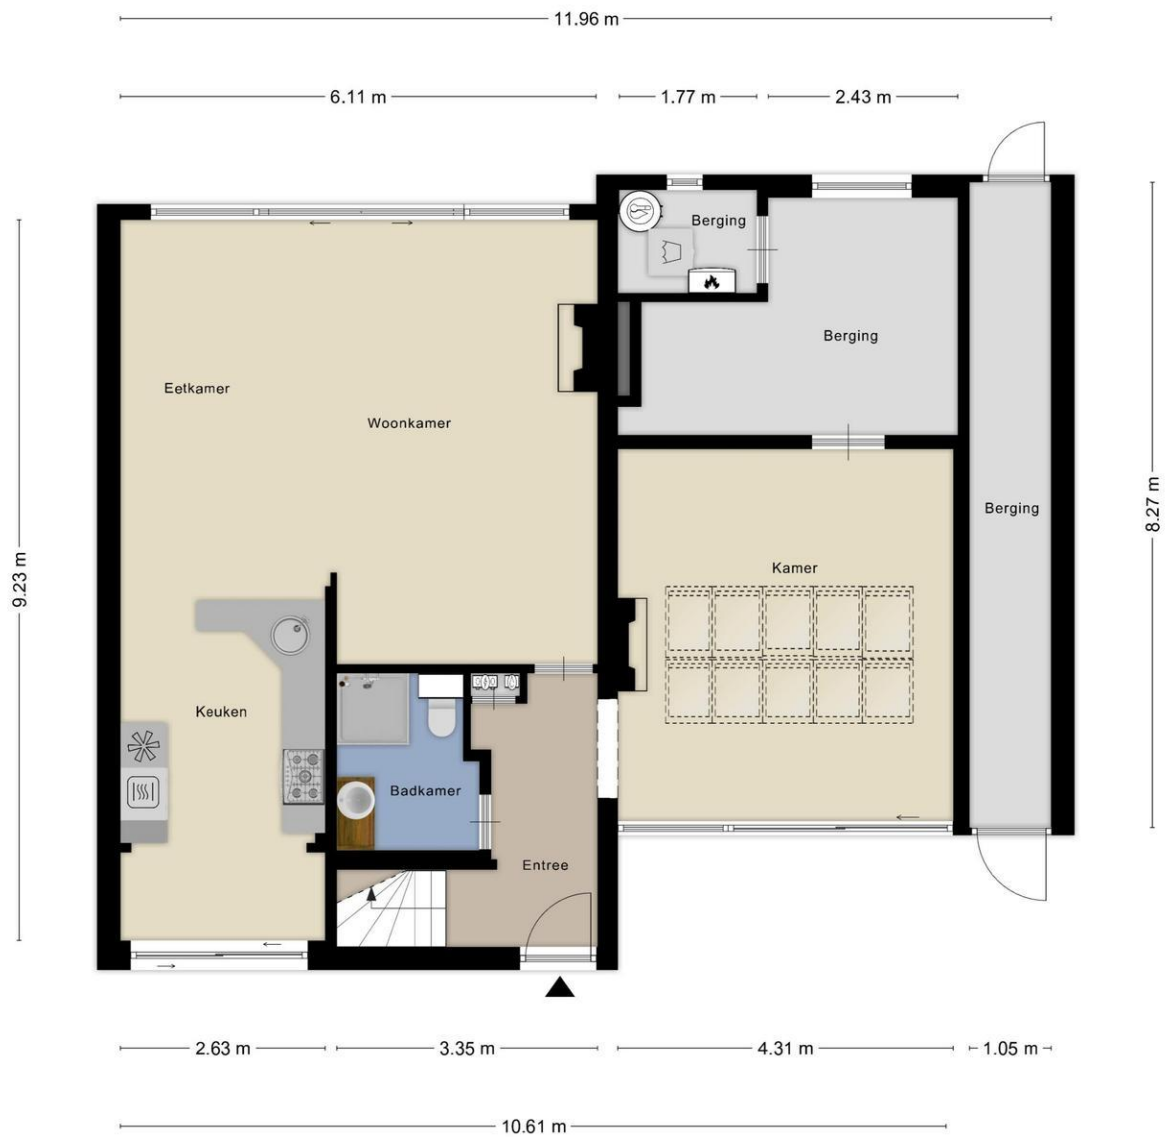 11.96 m
6.11 m
1.77 m
2.43 m
Berging
Berging
Eetkamer
Woonkamer
9.23 m
8.27 m
Berging
Kamer
Keuken
Badkamer
Entree
2.63 m
3.35 m
4.31 m
1.05 m
10.61 m